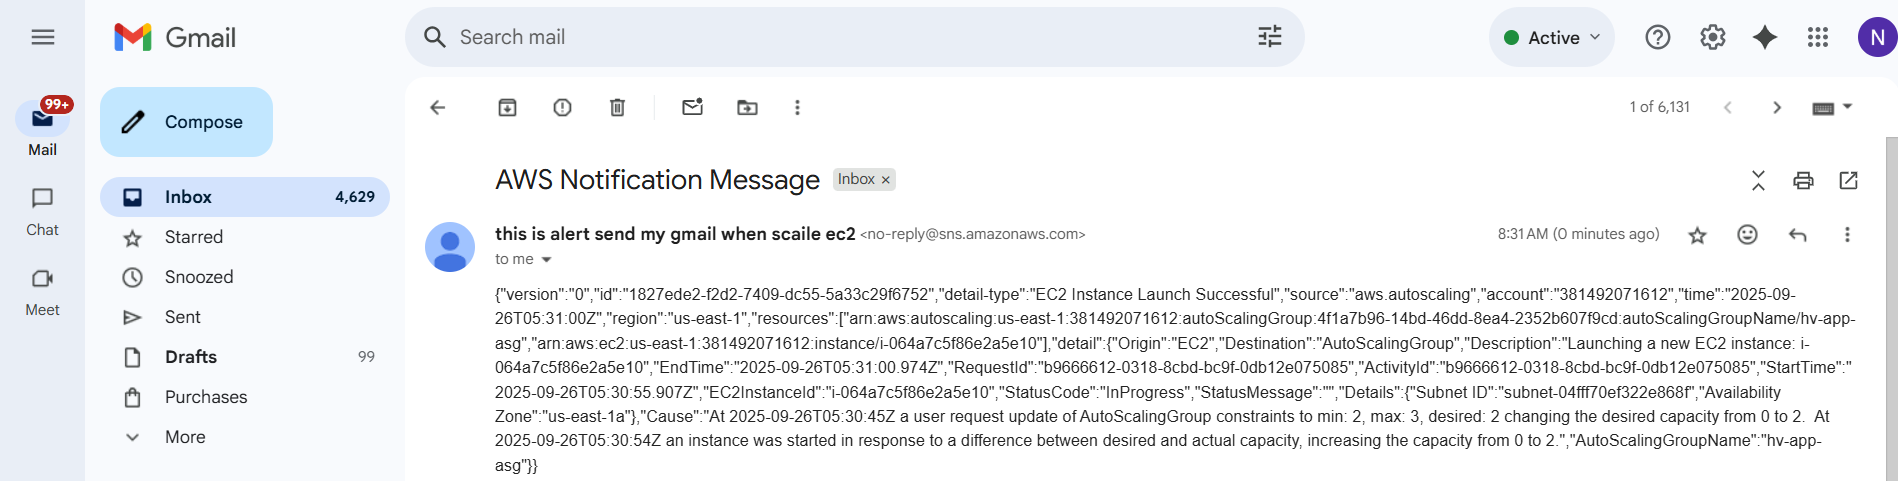 Gmail
Search mail
Active
N
99+
Mail
Chat
Meet
Compose
Inbox 4,629
Starred
Snoozed
Sent
Drafts 99
Purchases
More
1 of 6,131
AWS Notification Message Inbox ×
this is alert send my gmail when scaile ec2 <no-reply@sns.amazonaws.com>
8:31 AM (0 minutes ago)
to me
{"version":"0","id":"1827ede2-f2d2-7409-dc55-5a33c29f6752","detail-type":"EC2 Instance Launch Successful","source":"aws.autoscaling","account":"381492071612","time":"2025-09-
26T05:31:00Z","region":"us-east-1","resources":["arn:aws:autoscaling:us-east-1:381492071612:autoScalingGroup:4f1a7b96-14bd-46dd-8ea4-2352b607f9cd:autoScalingGroupName/hv-app-
asg","arn:aws:ec2:us-east-1:381492071612:instance/i-064a7c5f86e2a5e10"],"detail":{"Origin":"EC2","Destination":"AutoScalingGroup","Description":"Launching a new EC2 instance: i-
064a7c5f86e2a5e10","EndTime":"2025-09-26T05:31:00.974Z","RequestId":"b9666612-0318-8cbd-bc9f-0db12e075085","ActivityId":"b9666612-0318-8cbd-bc9f-0db12e075085","StartTime":"
2025-09-26T05:30:55.907Z","EC2InstanceId":"i-064a7c5f86e2a5e10","StatusCode":"InProgress","StatusMessage":"","Details":{"Subnet ID":"subnet-04fff70ef322e868f","Availability
Zone":"us-east-1a"},"Cause":"At 2025-09-26T05:30:45Z a user request update of AutoScalingGroup constraints to min: 2, max: 3, desired: 2 changing the desired capacity from 0 to 2.  At
2025-09-26T05:30:54Z an instance was started in response to a difference between desired and actual capacity, increasing the capacity from 0 to 2.","AutoScalingGroupName":"hv-app-
asg"}}